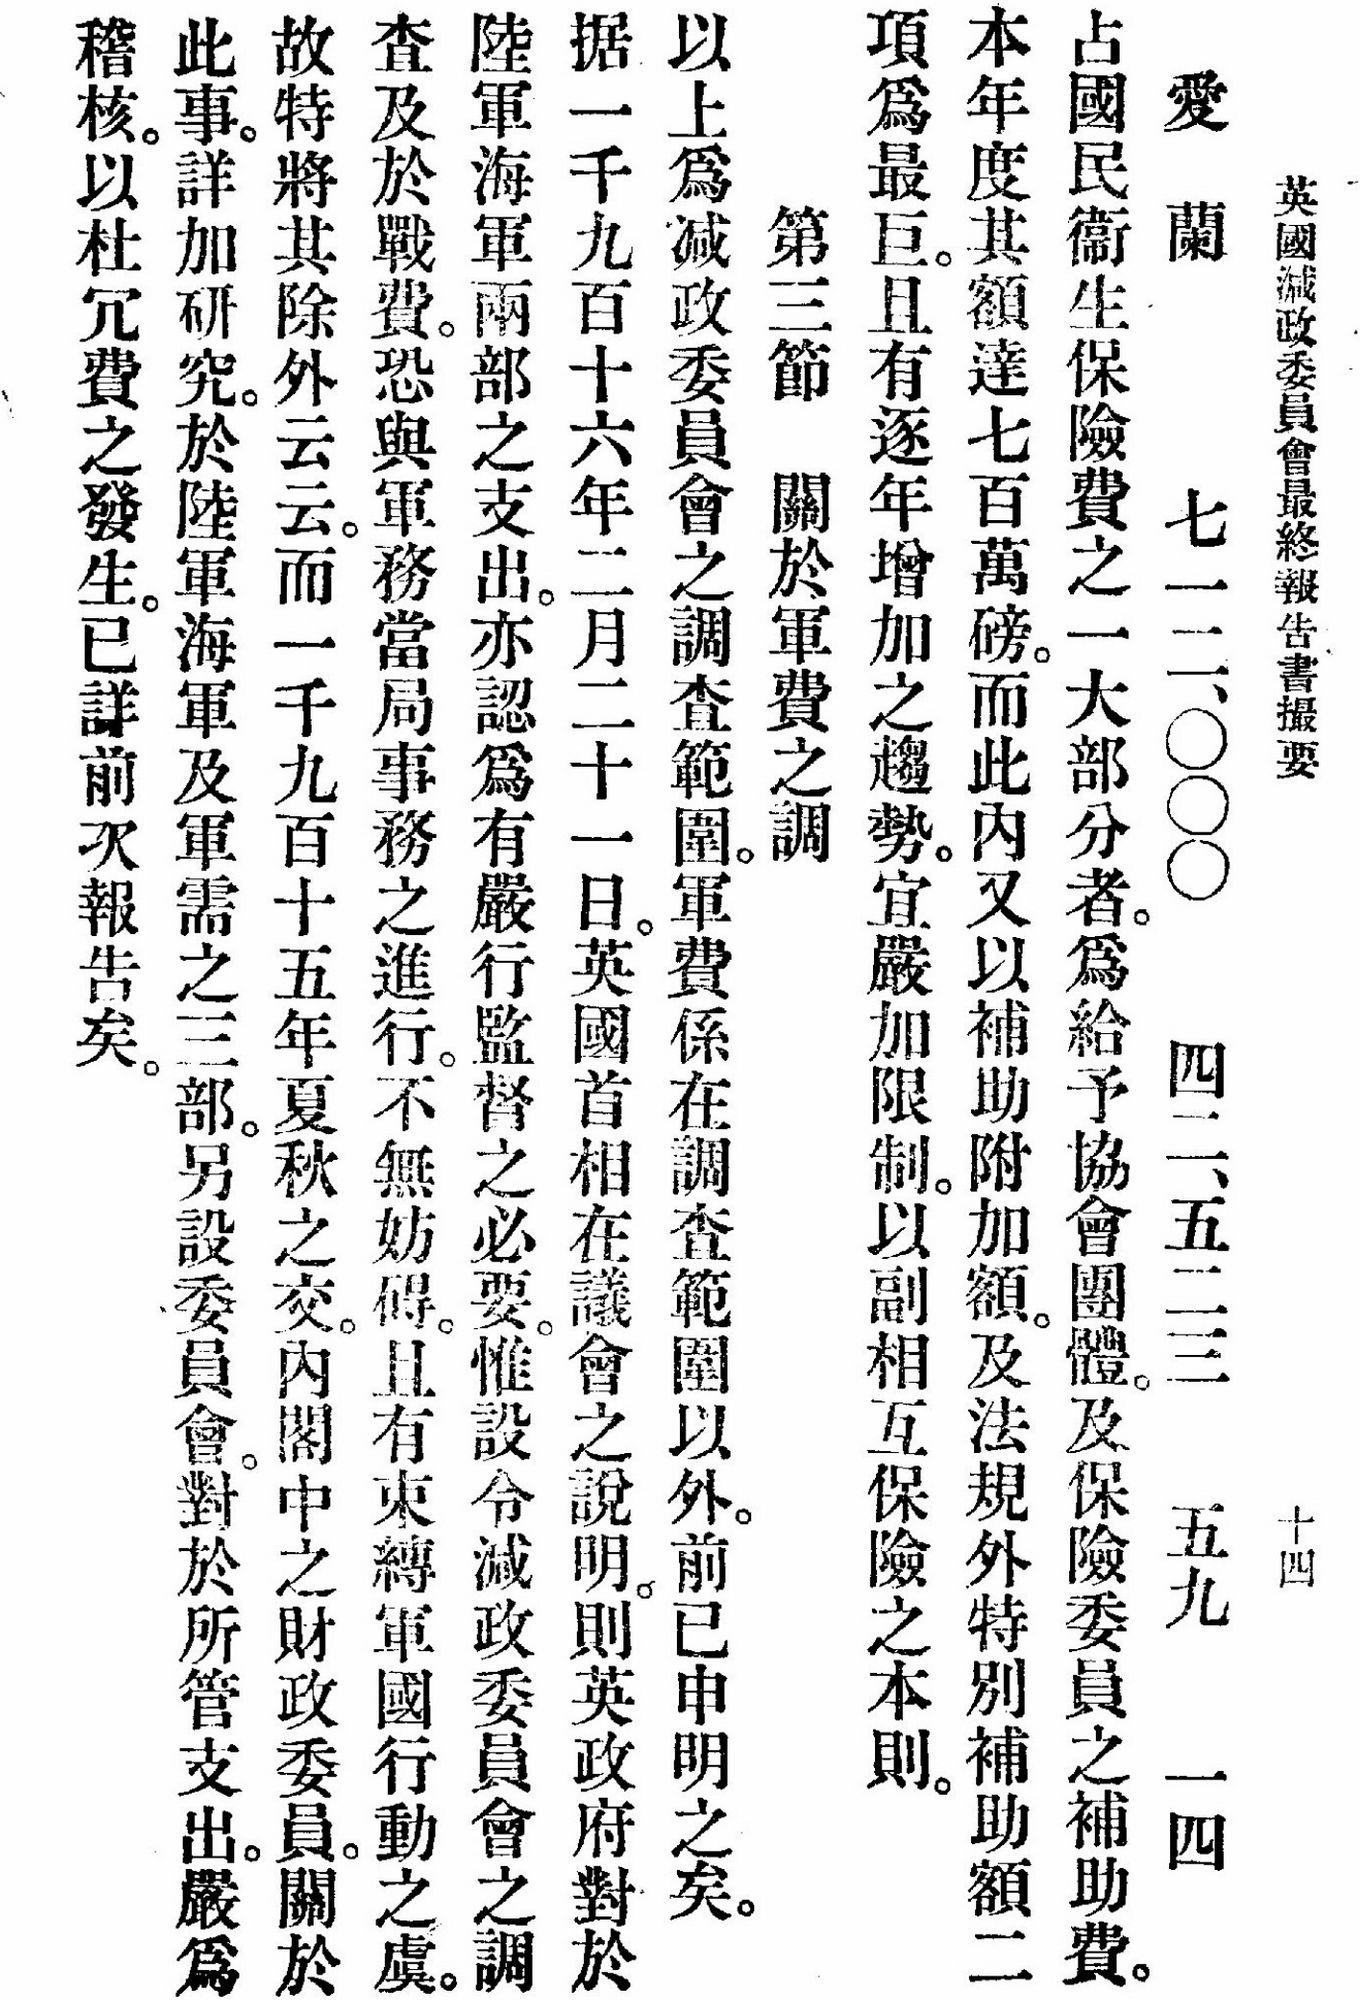 英國減政委員會最終報告書撮要　十四
愛　蘭　七一二、〇〇〇　四二、五二三　五九　一四
占國民衞生保險費之一大部分者。爲給予協會團體。及保險委員之補助費。
本年度其額達七百萬磅。而此內又以補助附加額。及法規外特別補助額二
項爲最巨。且有逐年增加之趨勢。宜嚴加限制。以副相互保險之本則。
第三節　關於軍費之調
以上爲減政委員會之調査範圍。軍費係在調査範圍以外。前已申明之矣。
据一千九百十六年二月二十一日。英國首相在議會之說明。則英政府對於
陸軍海軍兩部之支出。亦認爲有嚴行監督之必要。惟設令減政委員會之調
査及於戰費。恐與軍務當局事務之進行。不無妨碍。且有束縛軍國行動之虞。
故特將其除外云云。而一千九百十五年夏秋之交。內閣中之財政委員。關於
此事。詳加研究。於陸軍海軍及軍需之三部。另設委員會。對於所管支出。嚴爲
稽核。以杜冗費之發生。已詳前次報告矣。